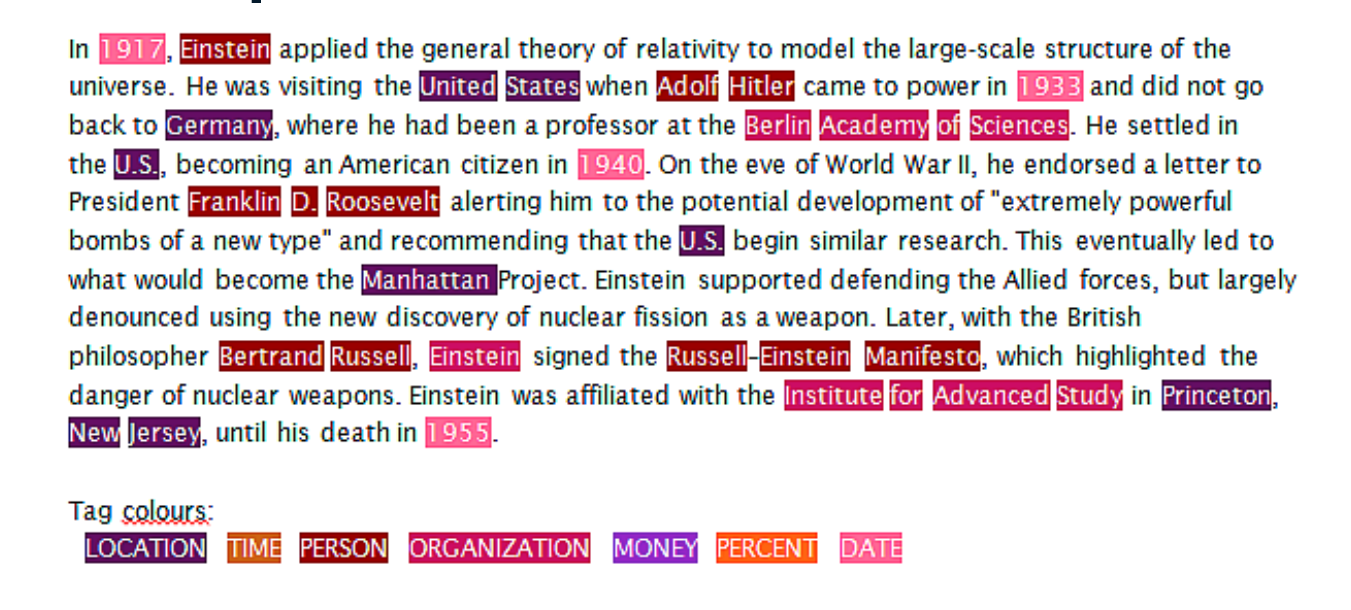 In 1917, Einstein applied the general theory of relativity to model the large-scale structure of the
universe. He was visiting the United States when Adolf Hitler came to power in 1933 and did not go
back to Germany, where he had been a professor at the Berlin Academy of Sciences. He settled in
the U.S., becoming an American citizen in 1940. On the eve of World War II, he endorsed a letter to
President Franklin D. Roosevelt alerting him to the potential development of "extremely powerful
bombs of a new type" and recommending that the U.S. begin similar research. This eventually led to
what would become the Manhattan Project. Einstein supported defending the Allied forces, but largely
denounced using the new discovery of nuclear fission as a weapon. Later, with the British
philosopher Bertrand Russell, Einstein signed the Russell–Einstein Manifesto, which highlighted the
danger of nuclear weapons. Einstein was affiliated with the Institute for Advanced Study in Princeton,
New Jersey, until his death in 1955.
Tag colours:
LOCATION TIME PERSON ORGANIZATION MONEY PERCENT DATE